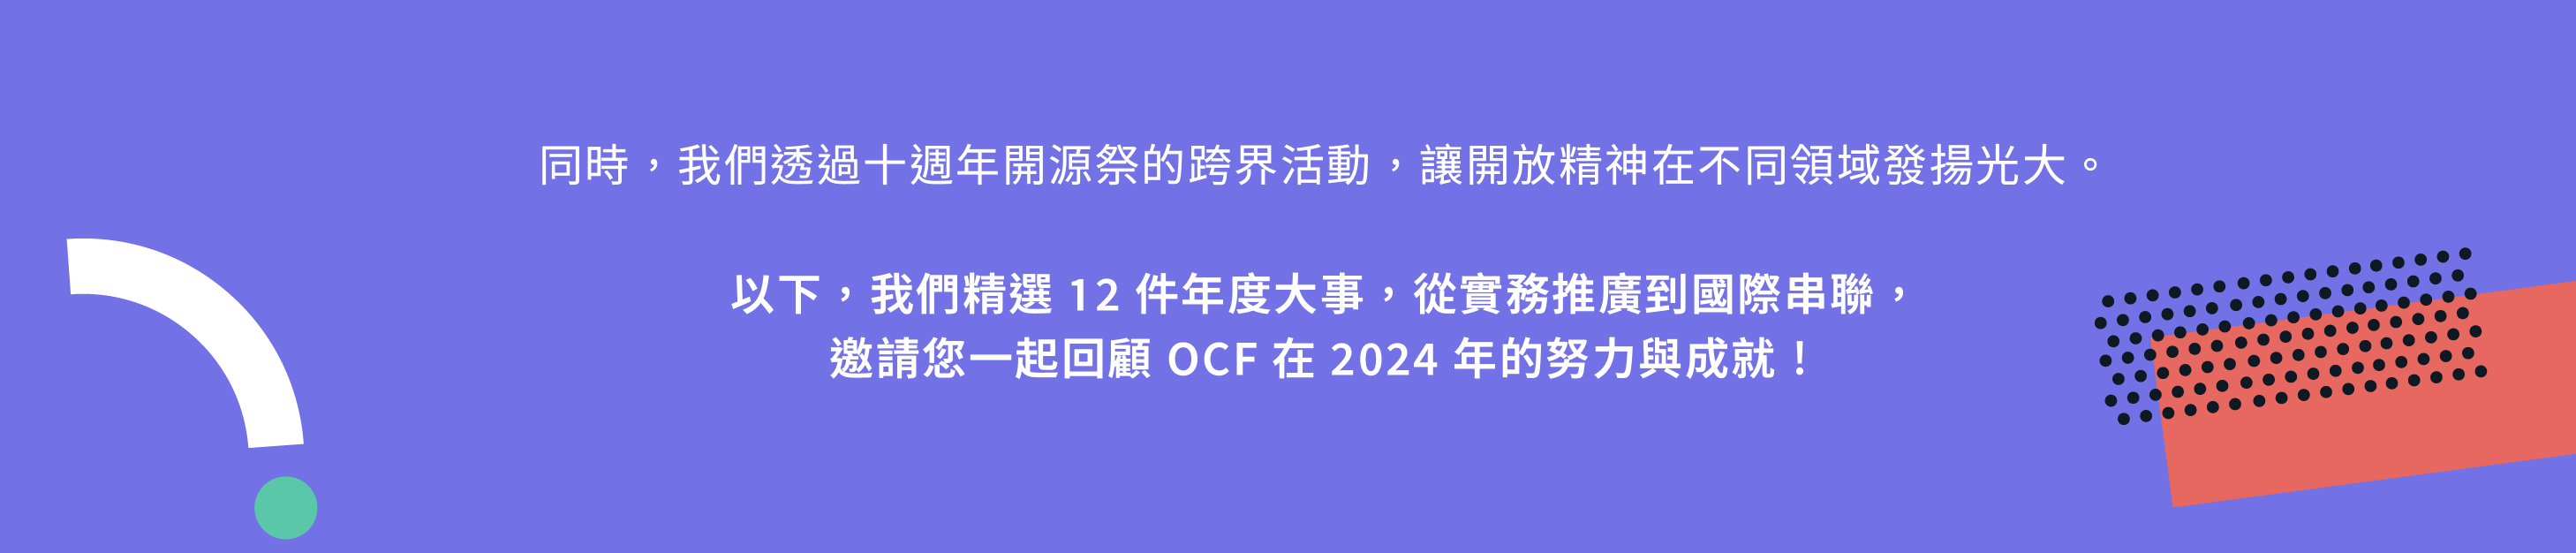 同時，我們透過十週年開源祭的跨界活動，讓開放精神在不同領域發揚光大。
以下，我們精選 12 件年度大事，從實務推廣到國際串聯，
邀請您一起回顧 OCF 在 2024 年的努力與成就！